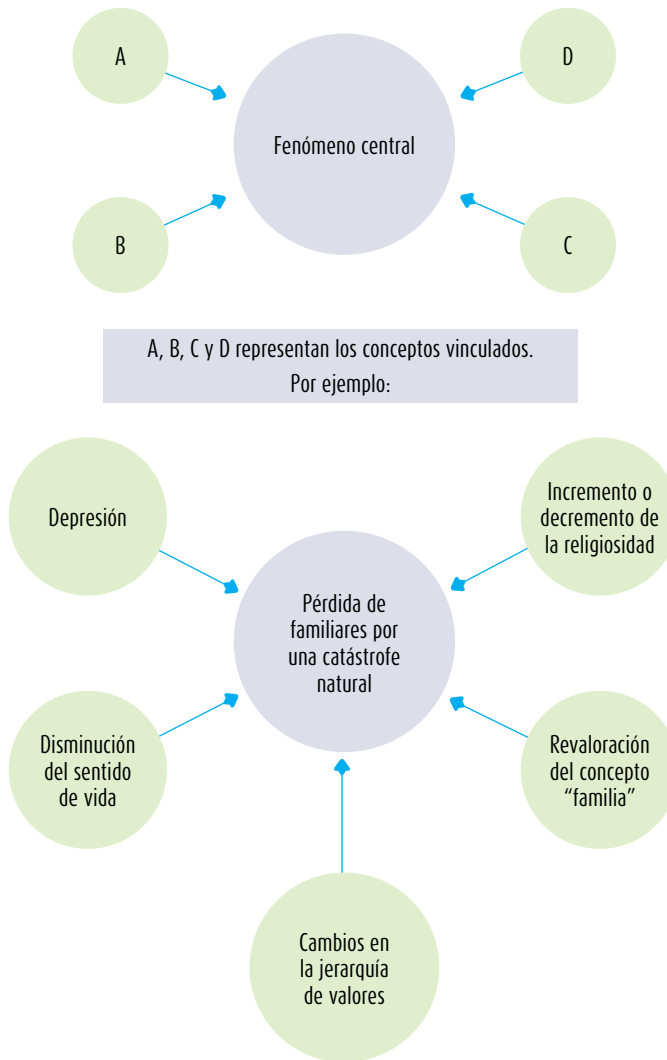 A
D
Fenómeno central
B
C
A, B, C y D representan los conceptos vinculados.
Por ejemplo:
Depresión
Incremento o
decremento de
la religiosidad
Pérdida de
familiares por
una catástrofe
natural
Disminución
del sentido
de vida
Revaloración
del concepto
“familia”
Cambios en
la jerarquía
de valores